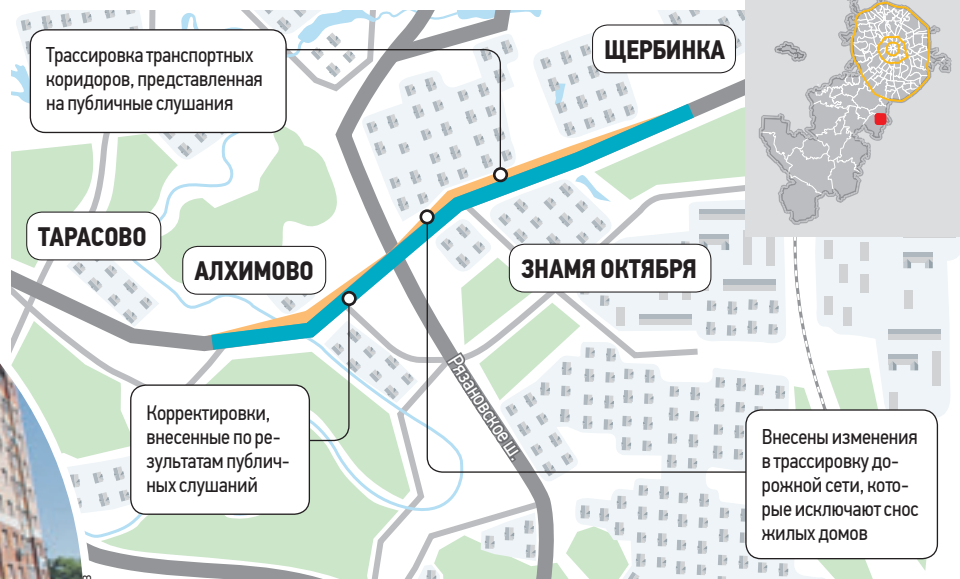 Трассировка транспортных
коридоров, представленная
на публичные слушания
ЩЕРБИНКА
ТАРАСОВО
АЛХИМОВО
ЗНАМЯ ОКТЯБРЯ
Рязановское ш.
Корректировки,
внесенные по ре-
зультатам публич-
ных слушаний
Внесены изменения
в трассировку до-
рожной сети, кото-
рые исключают снос
жилых домов